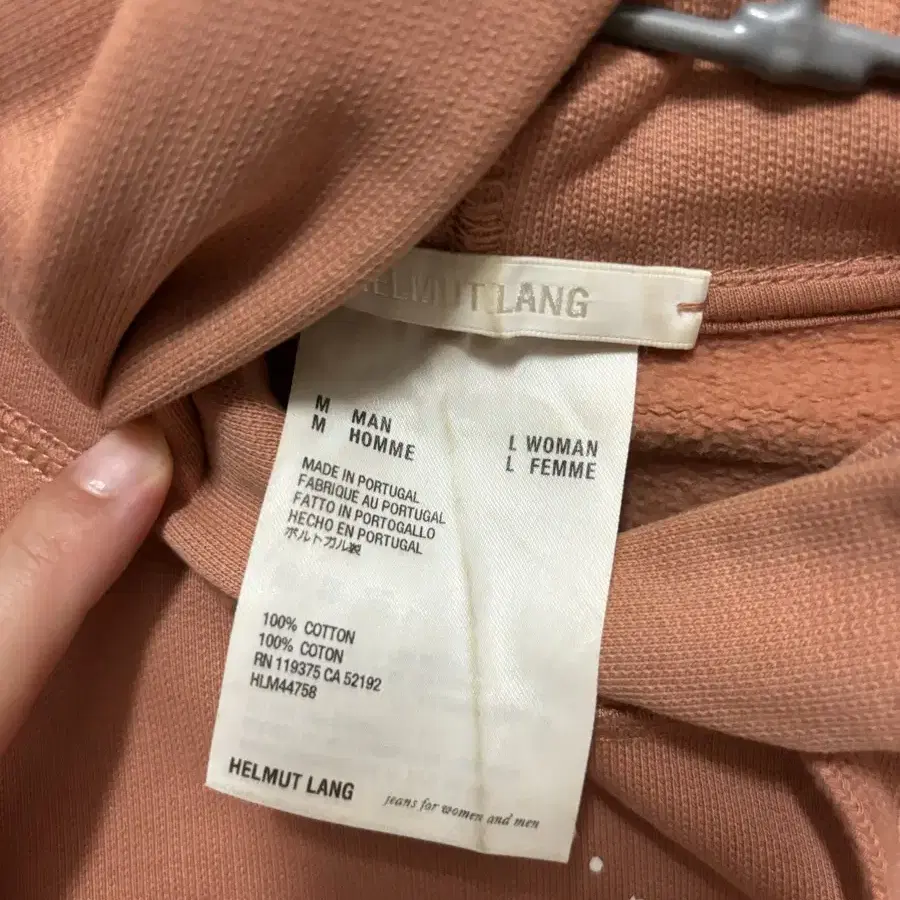 HELMUT LANG
M MAN
M HOMME
L WOMAN
L FEMME
MADE IN PORTUGAL
FABRIQUE AU PORTUGAL
FATTO IN PORTOGALLO
HECHO EN PORTUGAL
ポルトガル製
100% COTTON
100% COTON
RN 119375 CA 52192
HLM44758
HELMUT LANG
jeans for women and men